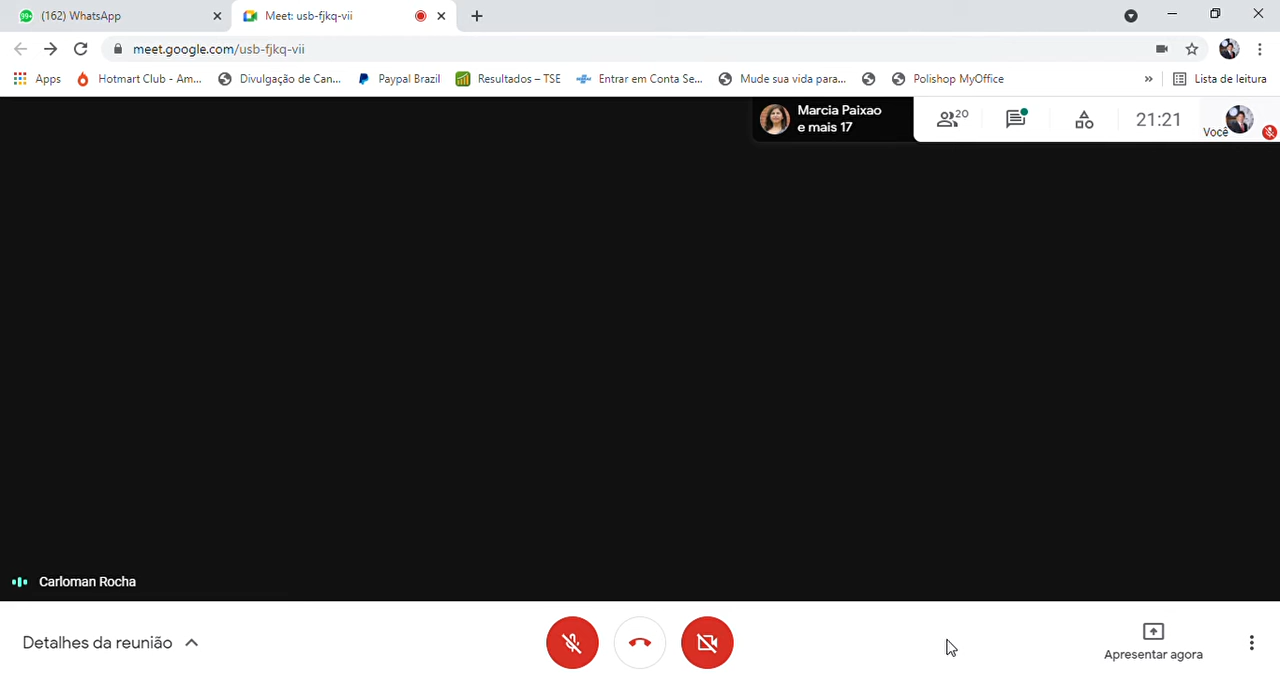 99+ (162) WhatsApp
Meet: usb-fjkq-vii
meet.google.com/usb-fjkq-vii
Apps Hotmart Club - Am... Divulgação de Can... Paypal Brazil Resultados – TSE Entrar em Conta Se... Mude sua vida para... Polishop MyOffice » Lista de leitura
Marcia Paixao
e mais 17
20
21:21
Você
Carloman Rocha
Detalhes da reunião
Apresentar agora